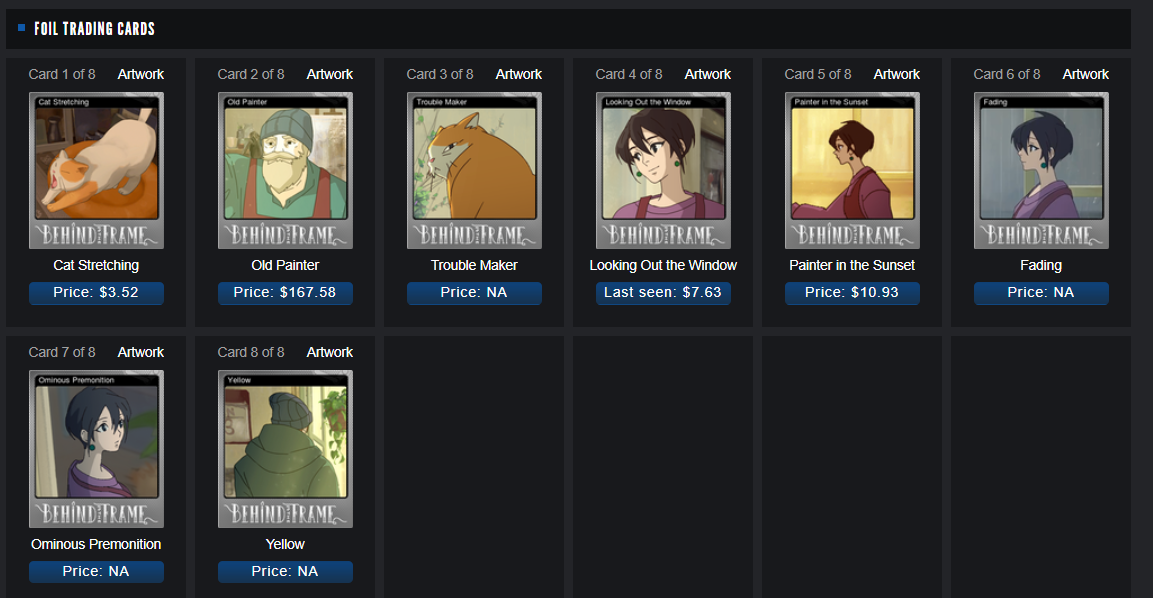 FOIL TRADING CARDS
Card 1 of 8 Artwork
Cat Stretching
BEHIND THE FRAME
Cat Stretching
Price: $3.52
Card 2 of 8 Artwork
Old Painter
BEHIND THE FRAME
Old Painter
Price: $167.58
Card 3 of 8 Artwork
Trouble Maker
BEHIND THE FRAME
Trouble Maker
Price: NA
Card 4 of 8 Artwork
Looking Out the Window
BEHIND THE FRAME
Looking Out the Window
Last seen: $7.63
Card 5 of 8 Artwork
Painter in the Sunset
BEHIND THE FRAME
Painter in the Sunset
Price: $10.93
Card 6 of 8 Artwork
Fading
BEHIND THE FRAME
Fading
Price: NA
Card 7 of 8 Artwork
Ominous Premonition
BEHIND THE FRAME
Ominous Premonition
Price: NA
Card 8 of 8 Artwork
Yellow
BEHIND THE FRAME
Yellow
Price: NA